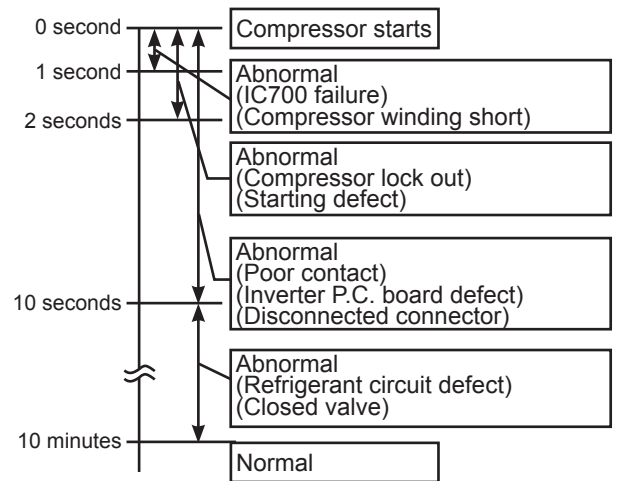 0 second
Compressor starts
1 second
Abnormal
(IC700 failure)
(Compressor winding short)
2 seconds
Abnormal
(Compressor lock out)
(Starting defect)
Abnormal
(Poor contact)
(Inverter P.C. board defect)
(Disconnected connector)
10 seconds
Abnormal
(Refrigerant circuit defect)
(Closed valve)
10 minutes
Normal